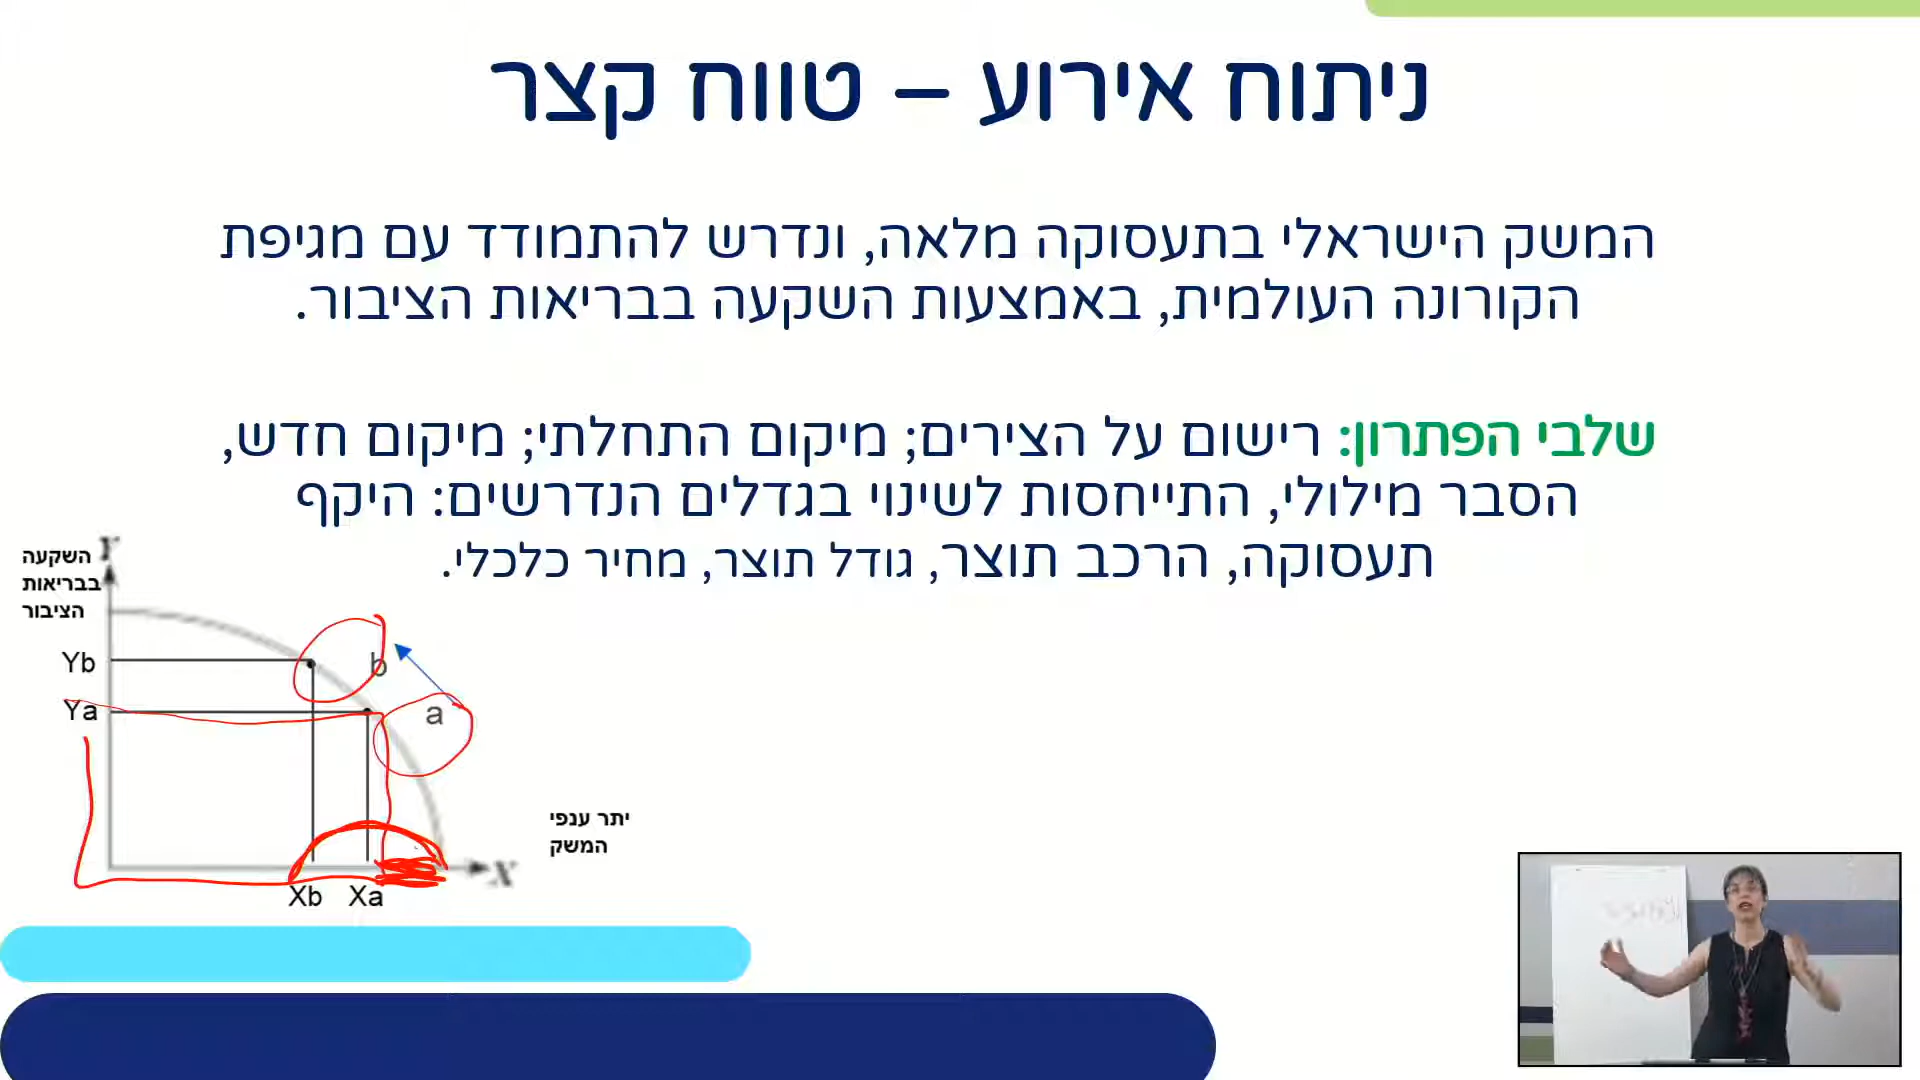 ניתוח אירוע – טווח קצר
המשק הישראלי בתעסוקה מלאה, ונדרש להתמודד עם מגיפת
הקורונה העולמית, באמצעות השקעה בבריאות הציבור.
שלבי הפתרון: רישום על הצירים; מיקום התחלתי; מיקום חדש,
הסבר מילולי, התייחסות לשינוי בגדלים הנדרשים: היקף
תעסוקה, הרכב תוצר, גודל תוצר, מחיר כלכלי.
Y
השקעה
בבריאות
הציבור
Yb
b
Ya
a
יתר ענפי
המשק
X
Xb
Xa